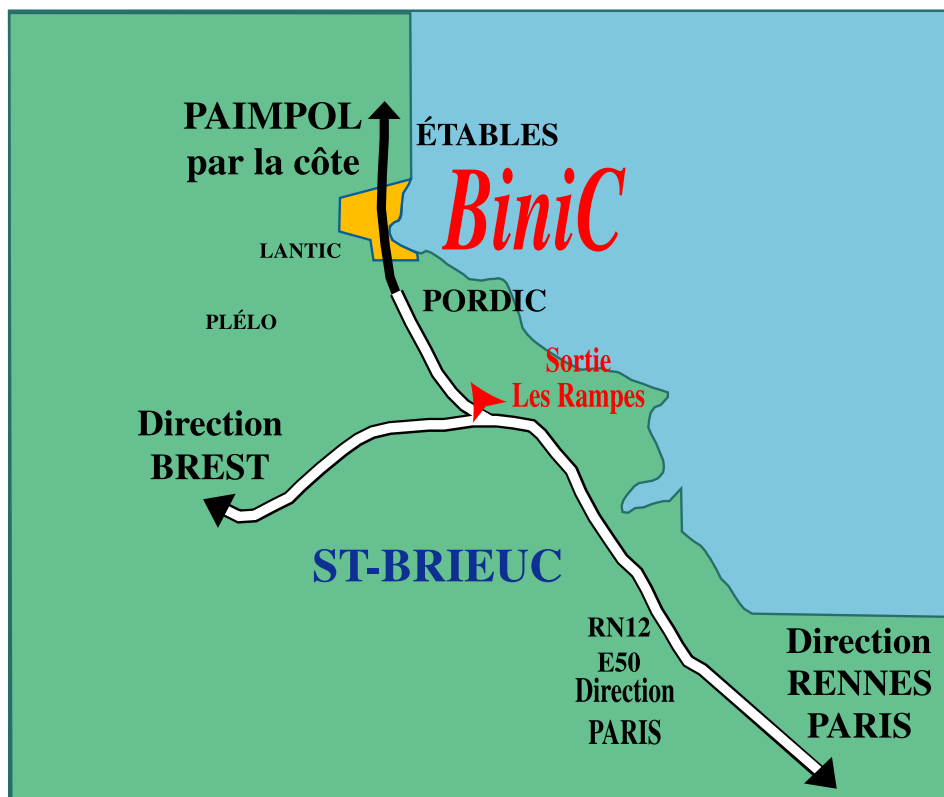 PAIMPOL
par la côte
ÉTABLES
BiniC
LANTIC
PORDIC
PLÉLO
Sortie
Les Rampes
Direction
BREST
ST-BRIEUC
RN12
E50
Direction
PARIS
Direction
RENNES
PARIS